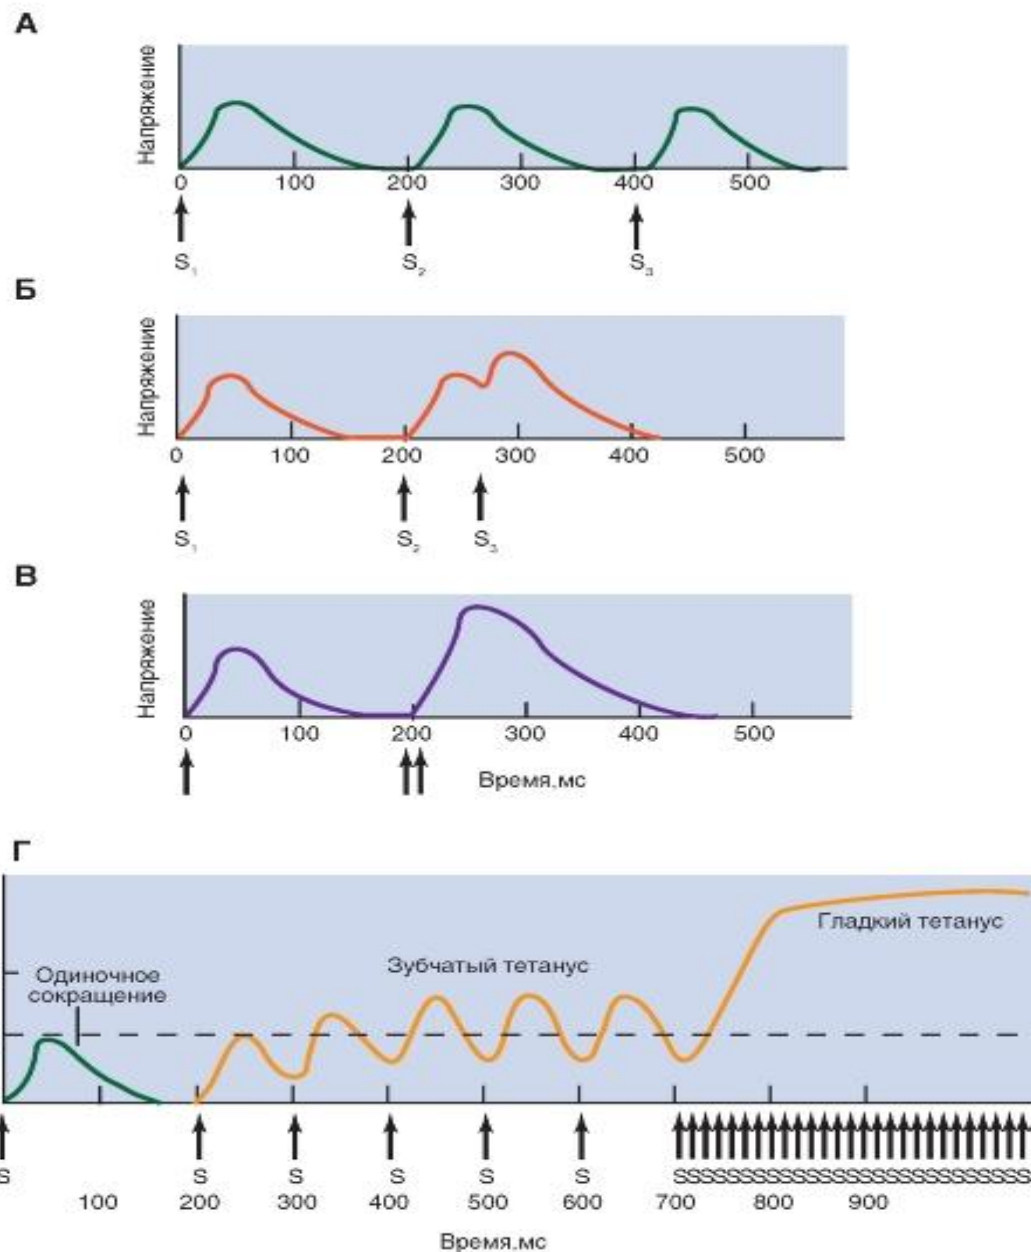 А
Напряжение
0 100 200 300 400 500
S₁ S₂ S₃
Б
Напряжение
0 100 200 300 400 500
S₁ S₂ S₃
В
Напряжение
0 100 200 300 400 500
Время,мс
Г
Гладкий тетанус
Зубчатый тетанус
Одиночное
сокращение
S S S S S S SSSSSSSSSSSSSSSSSSSSSSSSSSS
100 200 300 400 500 600 700 800 900
Время,мс